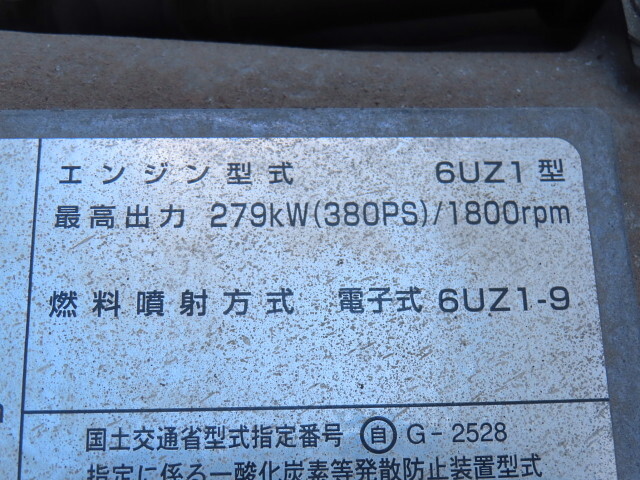 エンジン型式 6UZ1型
最高出力 279kW(380PS)/1800rpm
燃料噴射方式 電子式 6UZ1-9
国土交通省型式指定番号 自 G-2528
指定に係る一酸化炭素等発散防止装置型式